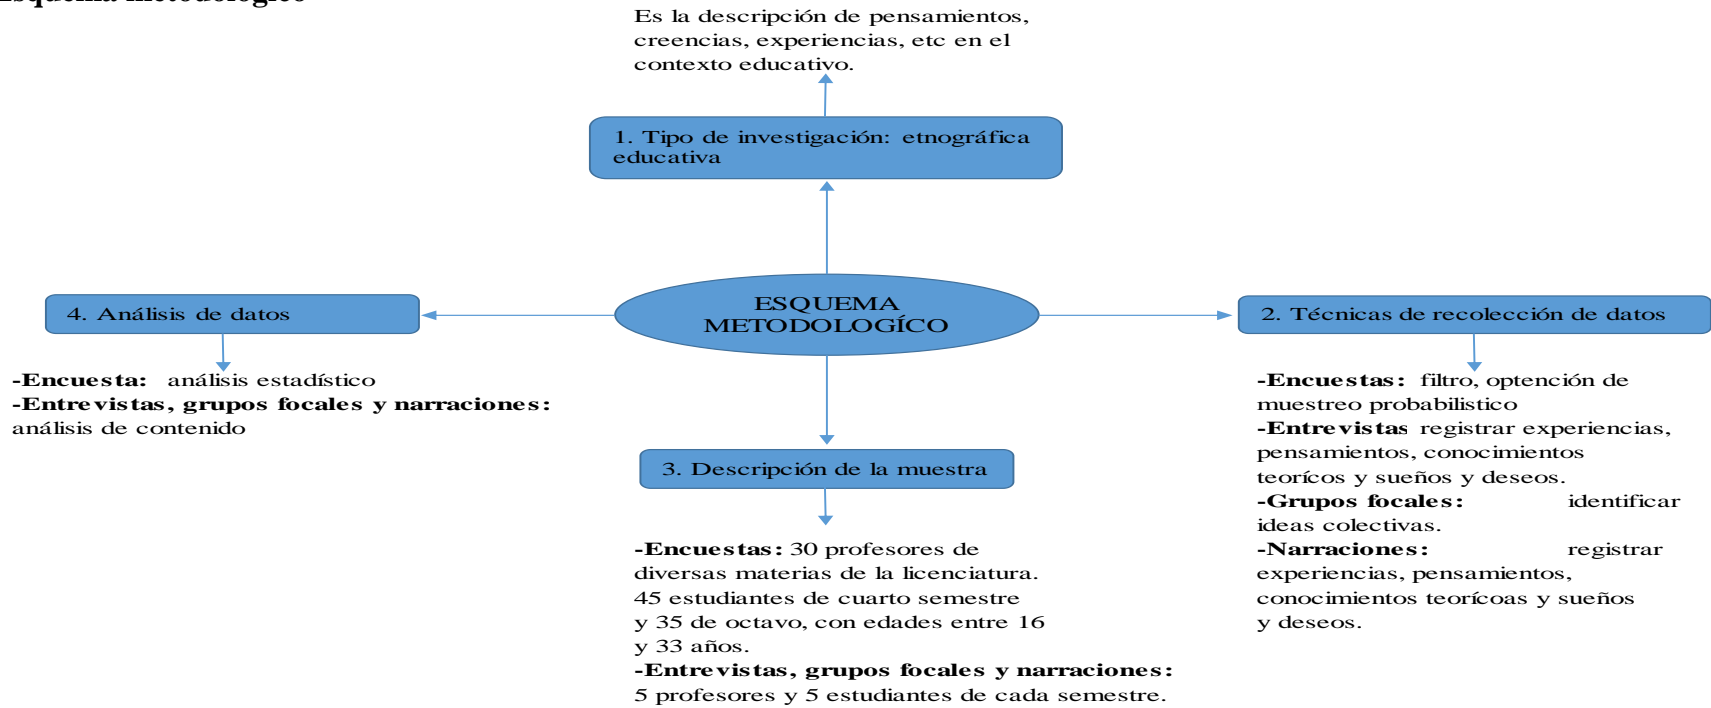 Esquema metodológico
Es la descripción de pensamientos,
creencias, experiencias, etc en el
contexto educativo.
1. Tipo de investigación: etnográfica
educativa
ESQUEMA
METODOLOGÍCO
4. Análisis de datos
-Encuesta: análisis estadístico
-Entrevistas, grupos focales y narraciones:
análisis de contenido
2. Técnicas de recolección de datos
-Encuestas: filtro, optención de
muestreo probabilistico
-Entrevistas registrar experiencias,
pensamientos, conocimientos
teorícos y sueños y deseos.
-Grupos focales: identificar
ideas colectivas.
-Narraciones: registrar
experiencias, pensamientos,
conocimientos teorícoas y sueños
y deseos.
3. Descripción de la muestra
-Encuestas: 30 profesores de
diversas materias de la licenciatura.
45 estudiantes de cuarto semestre
y 35 de octavo, con edades entre 16
y 33 años.
-Entrevistas, grupos focales y narraciones:
5 profesores y 5 estudiantes de cada semestre.